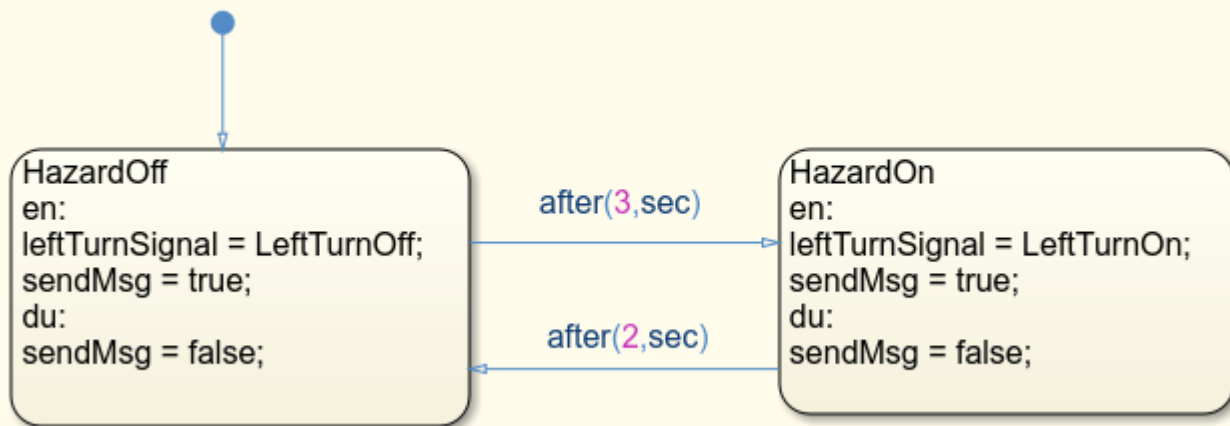 HazardOff
en:
leftTurnSignal = LeftTurnOff;
sendMsg = true;
du:
sendMsg = false;
after(3,sec)
after(2,sec)
HazardOn
en:
leftTurnSignal = LeftTurnOn;
sendMsg = true;
du:
sendMsg = false;